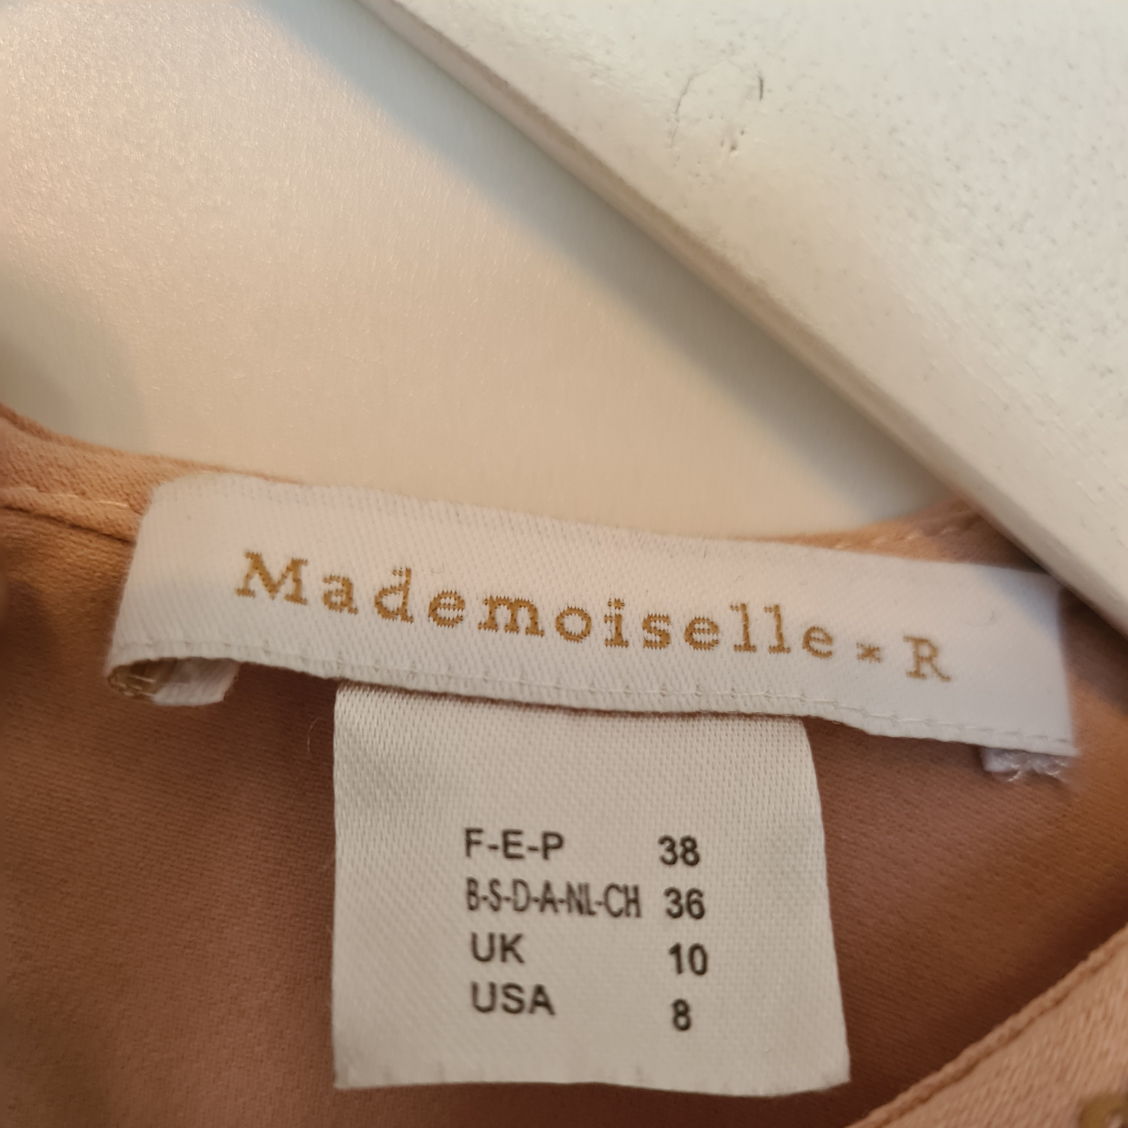 Mademoiselle * R
F-E-P 38
B-S-D-A-NL-CH 36
UK 10
USA 8